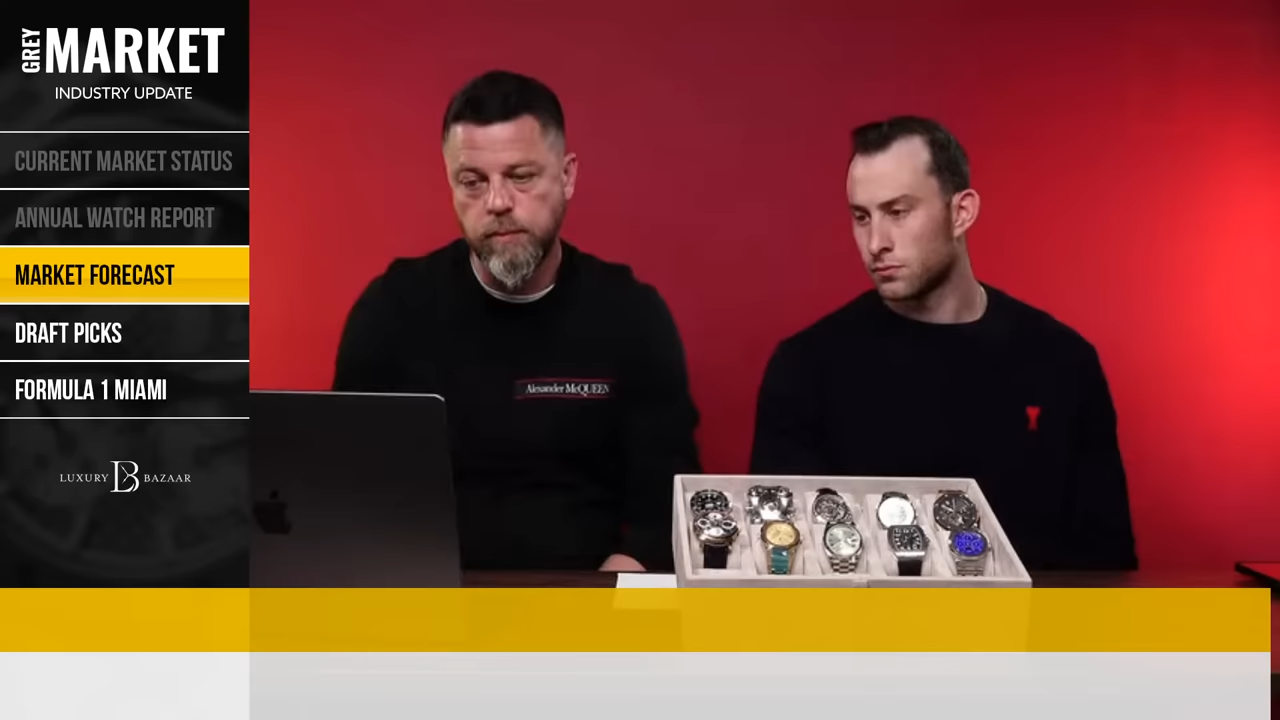 GREY
MARKET
INDUSTRY UPDATE
CURRENT MARKET STATUS
ANNUAL WATCH REPORT
MARKET FORECAST
DRAFT PICKS
FORMULA 1 MIAMI
LUXURY B BAZAAR
Alexander McQUEEN